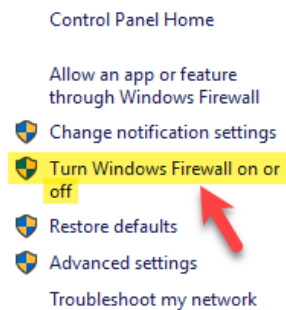 Control Panel Home
Allow an app or feature
through Windows Firewall
Change notification settings
Turn Windows Firewall on or
off
Restore defaults
Advanced settings
Troubleshoot my network